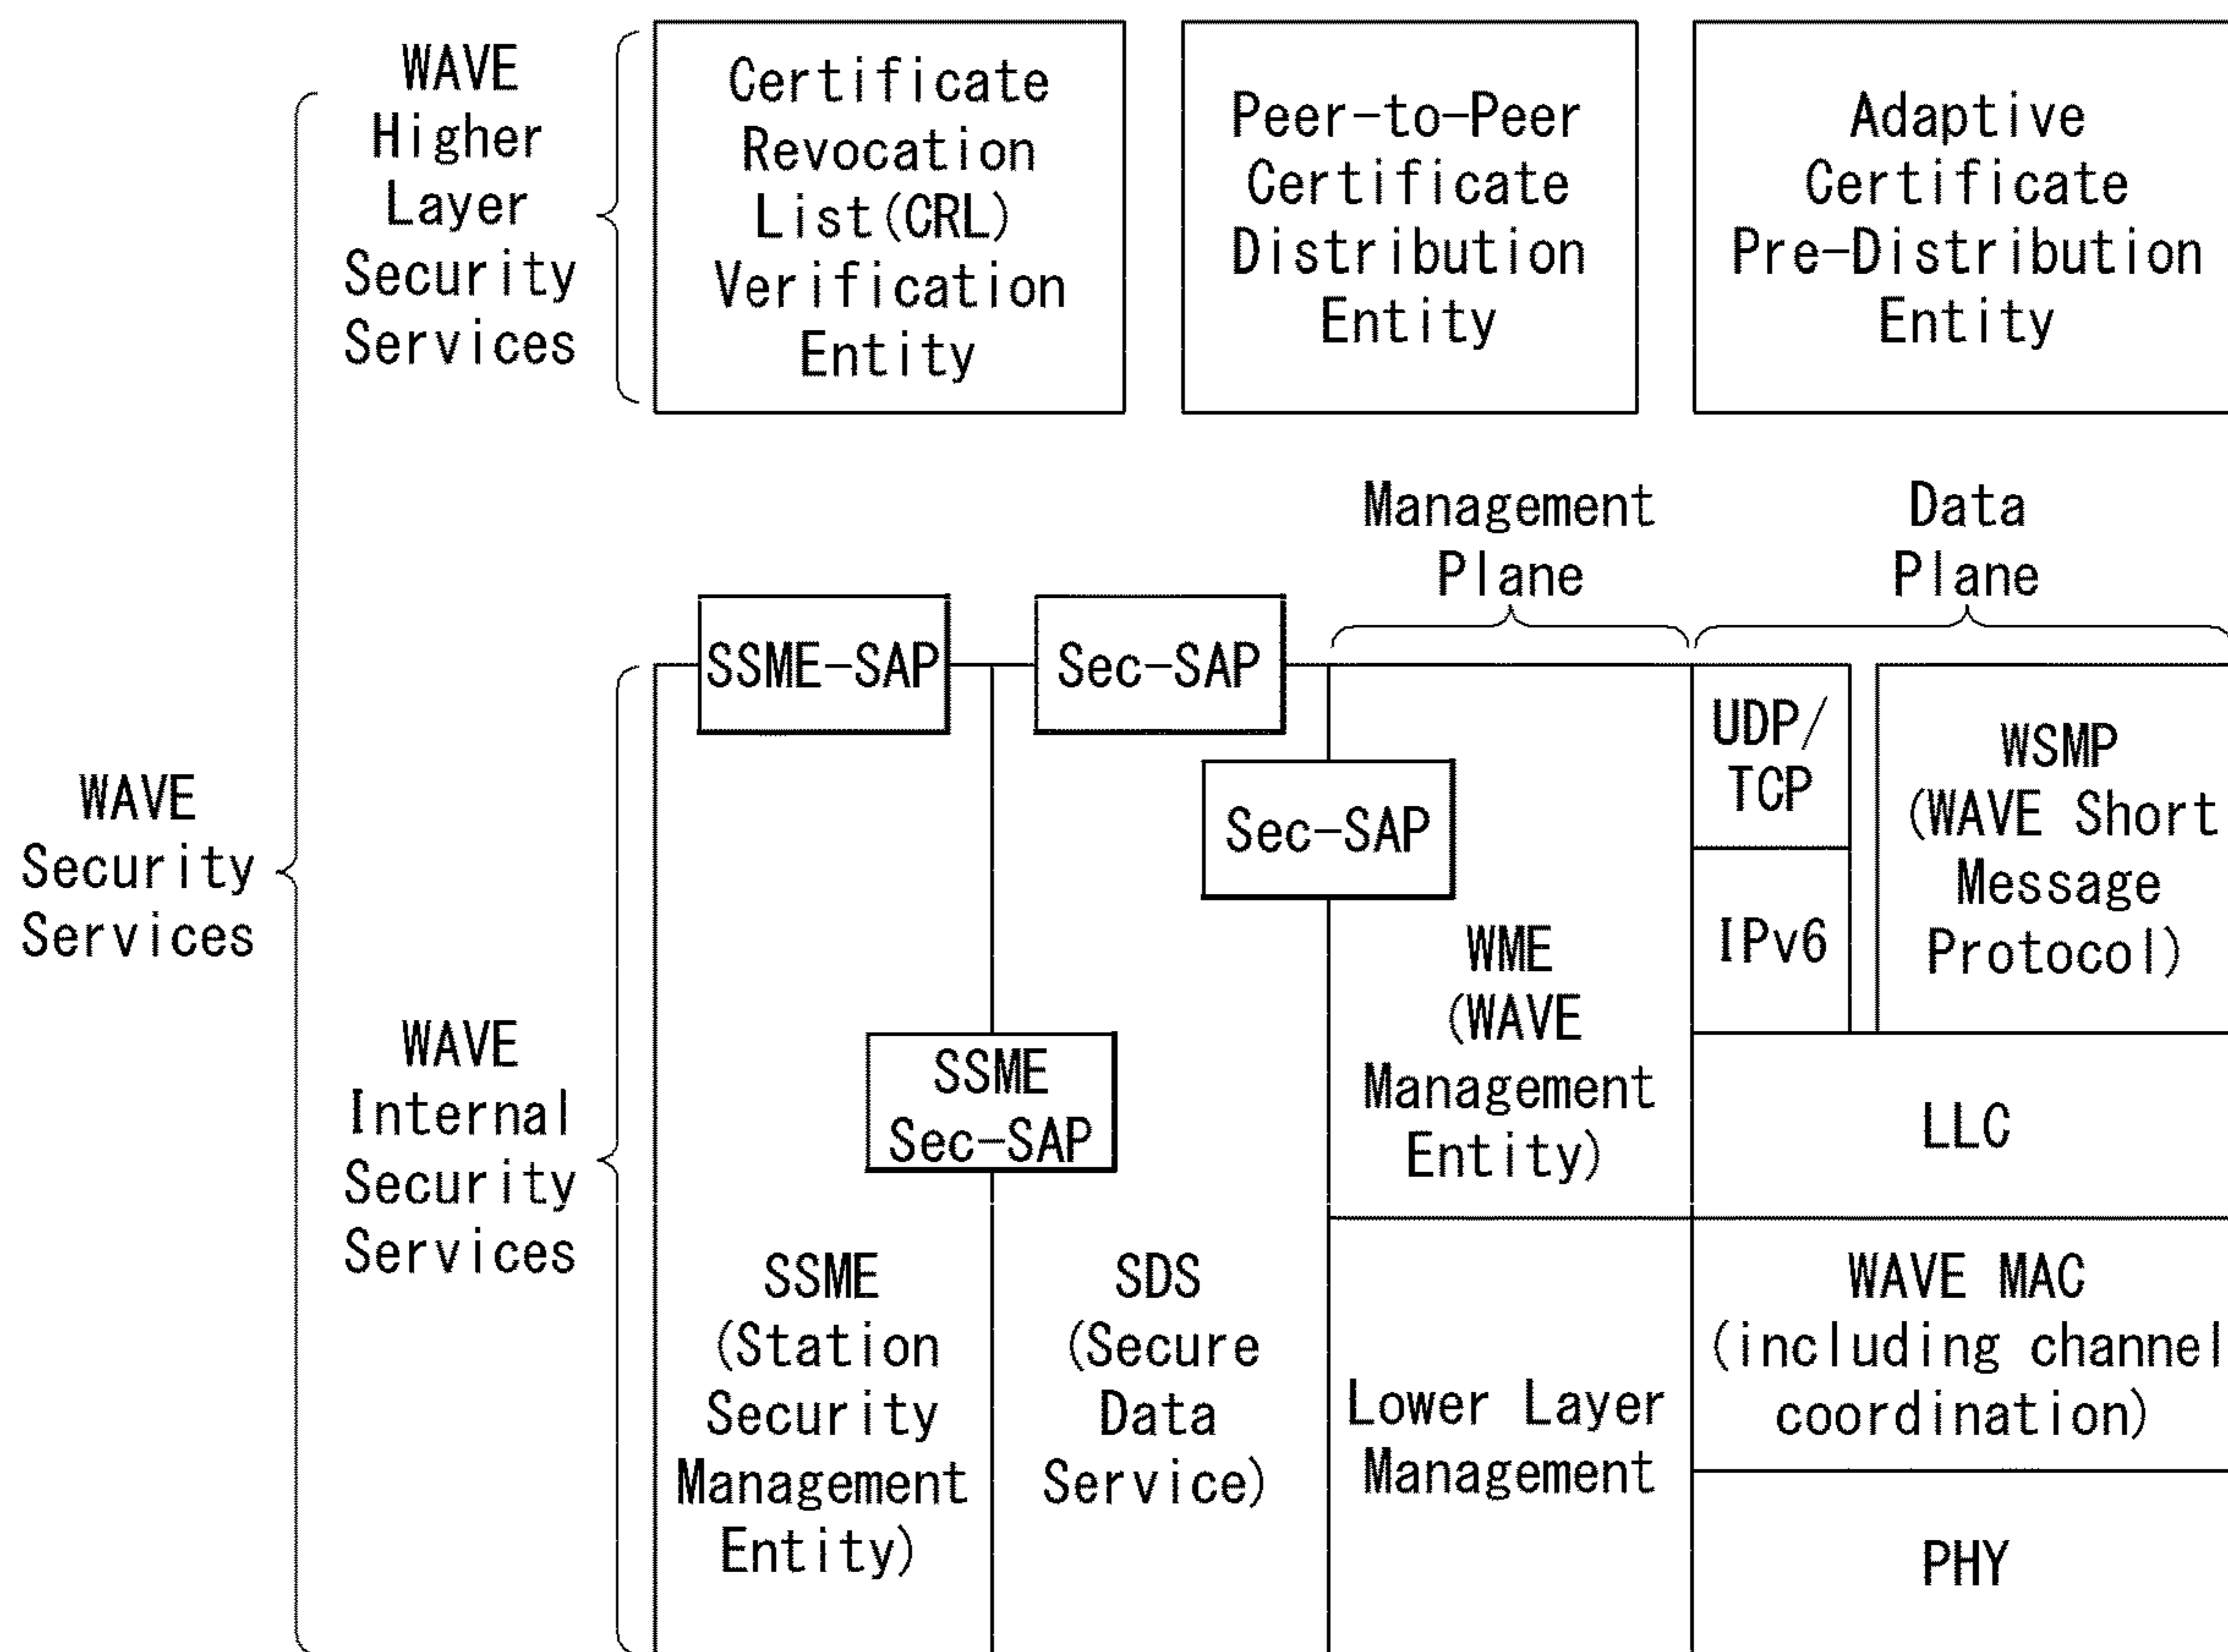 WAVE
Higher
Layer
Security
Services
Certificate
Revocation
List(CRL)
Verification
Entity
Peer-to-Peer
Certificate
Distribution
Entity
Adaptive
Certificate
Pre-Distribution
Entity
Management
Plane
Data
Plane
WAVE
Security
Services
WAVE
Internal
Security
Services
SSME-SAP
Sec-SAP
Sec-SAP
SSME
Sec-SAP
SSME
(Station
Security
Management
Entity)
SDS
(Secure
Data
Service)
WME
(WAVE
Management
Entity)
Lower Layer
Management
UDP/
TCP
IPv6
WSMP
(WAVE Short
Message
Protocol)
LLC
WAVE MAC
(including channel
coordination)
PHY